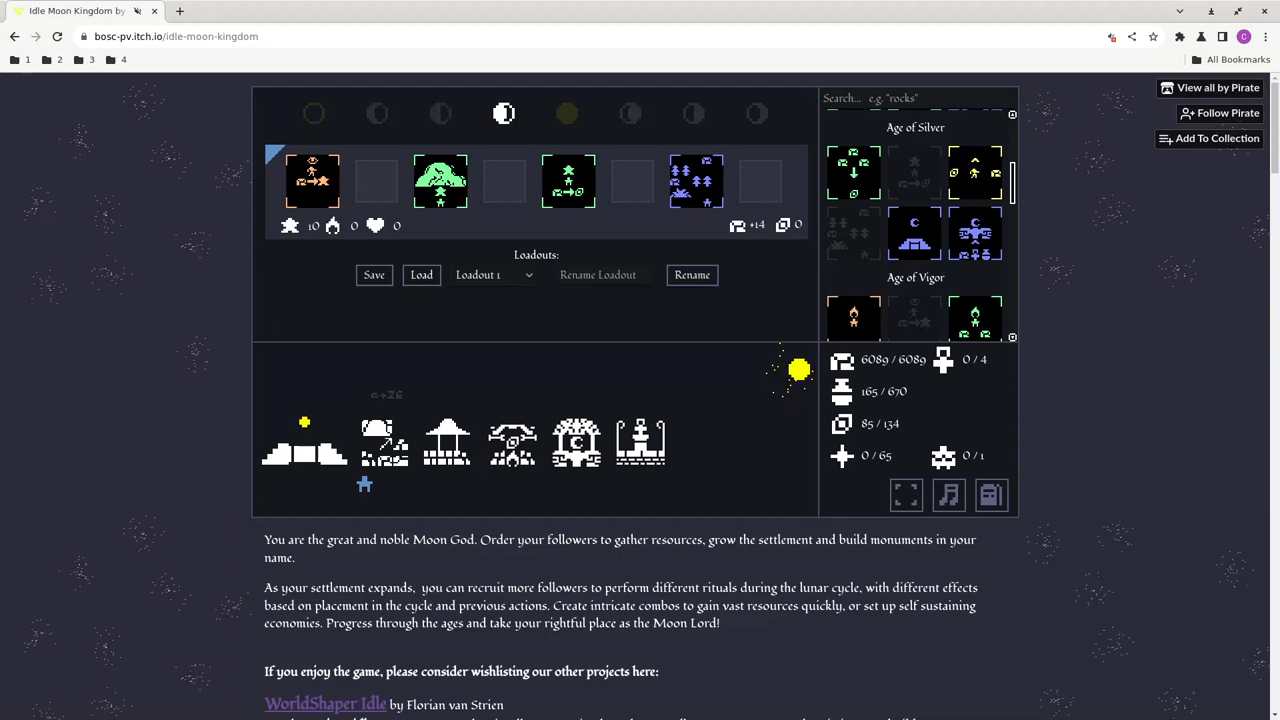 Idle Moon Kingdom by
bosc-pv.itch.io/idle-moon-kingdom
C
1 2 3 4 All Bookmarks
View all by Pirate
Follow Pirate
Add To Collection
Search... e.g. "rocks"
Age of Silver
10 0 0 +14 0
Loadouts:
Save Load Loadout 1 Rename Loadout Rename
Age of Vigor
6089 / 6089 0 / 4
165 / 670
85 / 134
0 / 65 0 / 1
+26
You are the great and noble Moon God. Order your followers to gather resources, grow the settlement and build monuments in your
name.
As your settlement expands, you can recruit more followers to perform different rituals during the lunar cycle, with different effects
based on placement in the cycle and previous actions. Create intricate combos to gain vast resources quickly, or set up self sustaining
economies. Progress through the ages and take your rightful place as the Moon Lord!
If you enjoy the game, please consider wishlisting our other projects here:
WorldShaper Idle by Florian van Strien